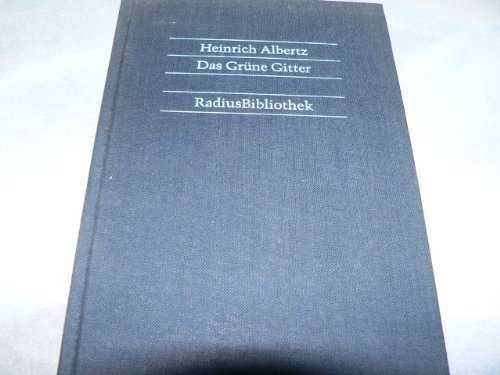 Heinrich Albertz
Das Grüne Gitter
RadiusBibliothek